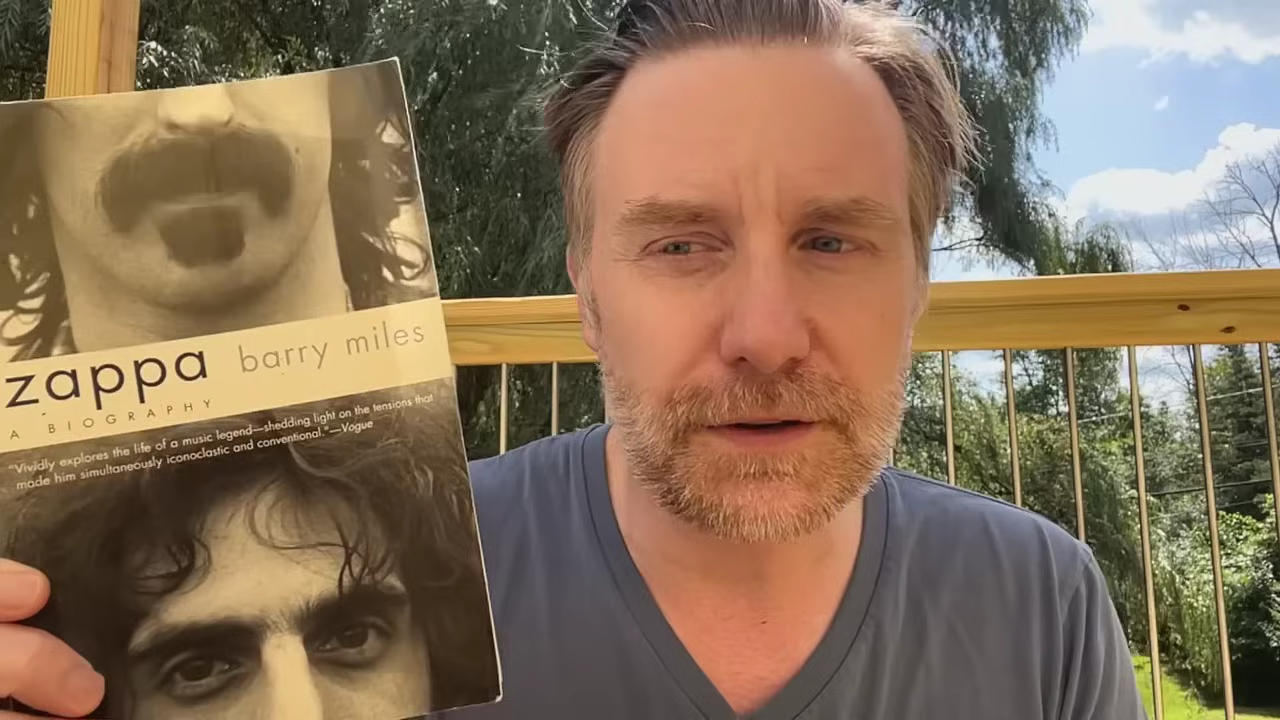 zappa barry miles
A BIOGRAPHY
"Vividly explores the life of a music legend—shedding light on the tensions that
made him simultaneously iconoclastic and conventional."—Vogue